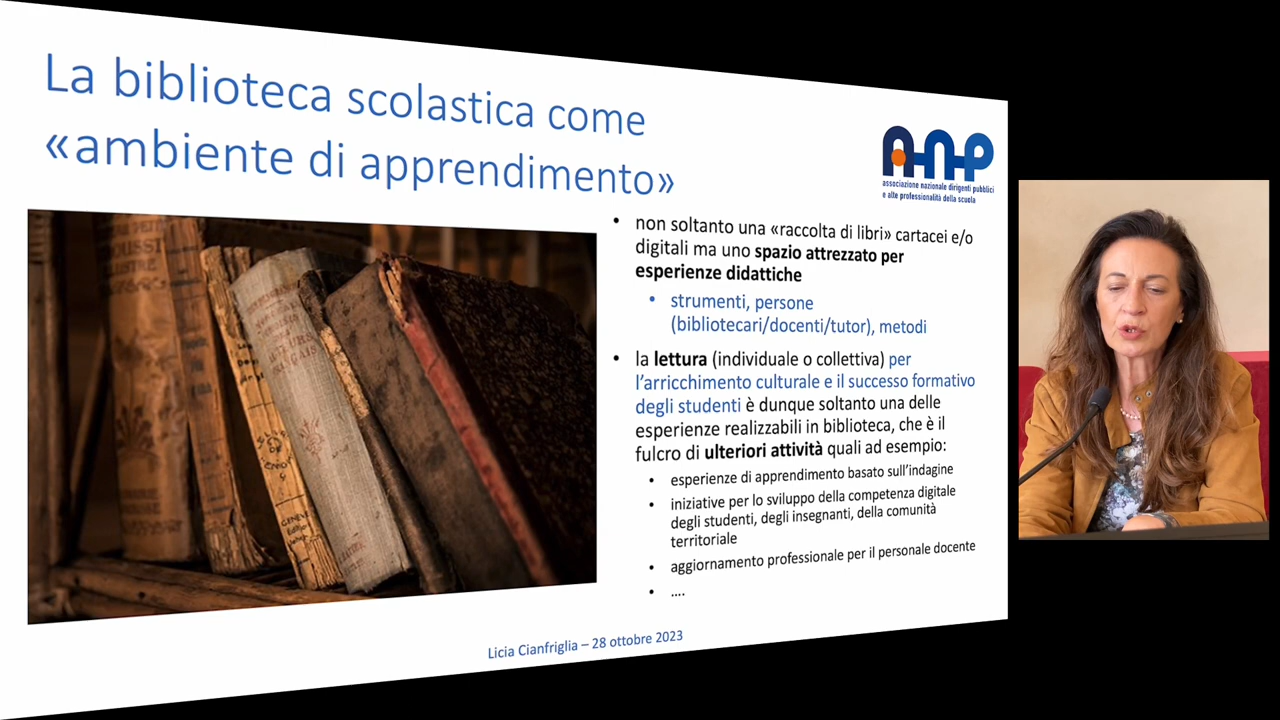 La biblioteca scolastica come
«ambiente di apprendimento»
anp
associazione nazionale dirigenti pubblici
e alte professionalità della scuola
• non soltanto una «raccolta di libri» cartacei e/o
digitali ma uno spazio attrezzato per
esperienze didattiche
• strumenti, persone
(bibliotecari/docenti/tutor), metodi
• la lettura (individuale o collettiva) per
l’arricchimento culturale e il successo formativo
degli studenti è dunque soltanto una delle
esperienze realizzabili in biblioteca, che è il
fulcro di ulteriori attività quali ad esempio:
• esperienze di apprendimento basato sull’indagine
• iniziative per lo sviluppo della competenza digitale
degli studenti, degli insegnanti, della comunità
territoriale
• aggiornamento professionale per il personale docente
• ....
Licia Cianfriglia – 28 ottobre 2023